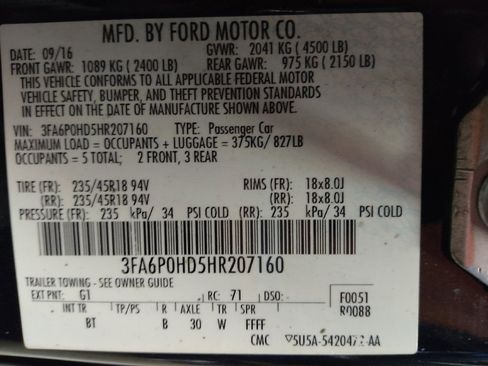 MFD. BY FORD MOTOR CO.
DATE: 09/16 GVWR: 2041 KG ( 4500 LB)
FRONT GAWR: 1089 KG ( 2400 LB) REAR GAWR: 975 KG ( 2150 LB)
THIS VEHICLE CONFORMS TO ALL APPLICABLE FEDERAL MOTOR
VEHICLE SAFETY, BUMPER, AND THEFT PREVENTION STANDARDS
IN EFFECT ON THE DATE OF MANUFACTURE SHOWN ABOVE.
VIN: 3FA6P0HD5HR207160 TYPE: Passenger Car
MAXIMUM LOAD = OCCUPANTS + LUGGAGE = 375KG/ 827LB
OCCUPANTS = 5 TOTAL; 2 FRONT, 3 REAR
TIRE (FR): 235/45R18 94V RIMS (FR): 18x8.0J
(RR): 235/45R18 94V (RR): 18x8.0J
PRESSURE (FR): 235 kPa/ 34 PSI COLD (RR): 235 kPa/ 34 PSI COLD
3FA6P0HD5HR207160
TRAILER TOWING - SEE OWNER GUIDE
EXT PNT: G1 RC: 71 DSO: F0051
R0088
INT TR TP/PS R AXLE TR SPR
BT B 30 W FFFF
CMC ▽5U5A-5420472-AA